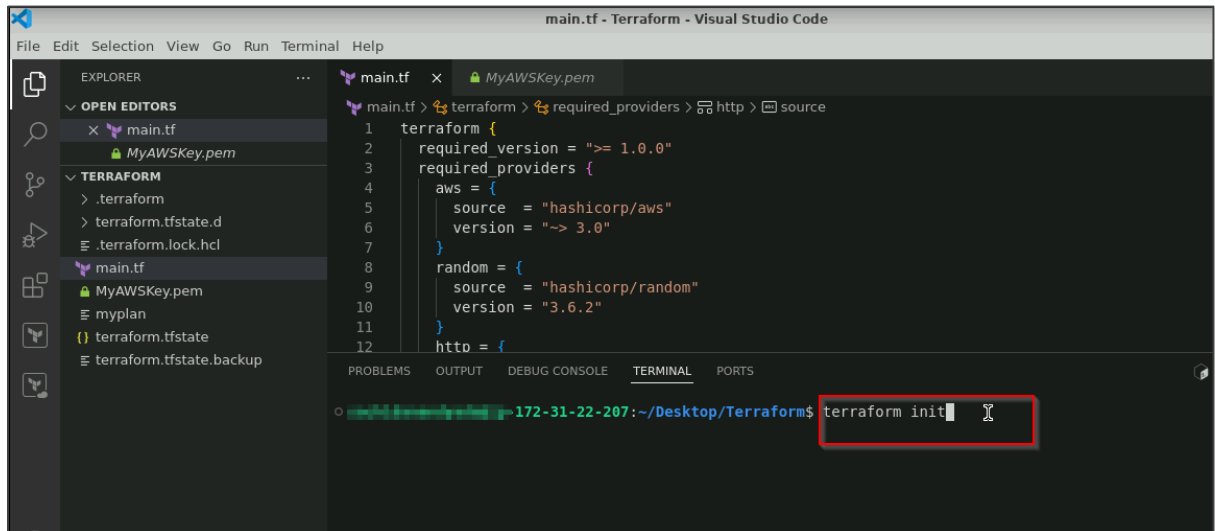 main.tf - Terraform - Visual Studio Code
File Edit Selection View Go Run Terminal Help
EXPLORER ...
OPEN EDITORS
main.tf
MyAWSKey.pem
TERRAFORM
.terraform
terraform.tfstate.d
.terraform.lock.hcl
main.tf
MyAWSKey.pem
myplan
{} terraform.tfstate
terraform.tfstate.backup
main.tf MyAWSKey.pem
main.tf > terraform > required_providers > http > source
1 terraform {
2 required_version = ">= 1.0.0"
3 required_providers {
4 aws = {
5 source = "hashicorp/aws"
6 version = "~> 3.0"
7 }
8 random = {
9 source = "hashicorp/random"
10 version = "3.6.2"
11 }
12 http = {
PROBLEMS OUTPUT DEBUG CONSOLE TERMINAL PORTS
172-31-22-207:~/Desktop/Terraform$ terraform init